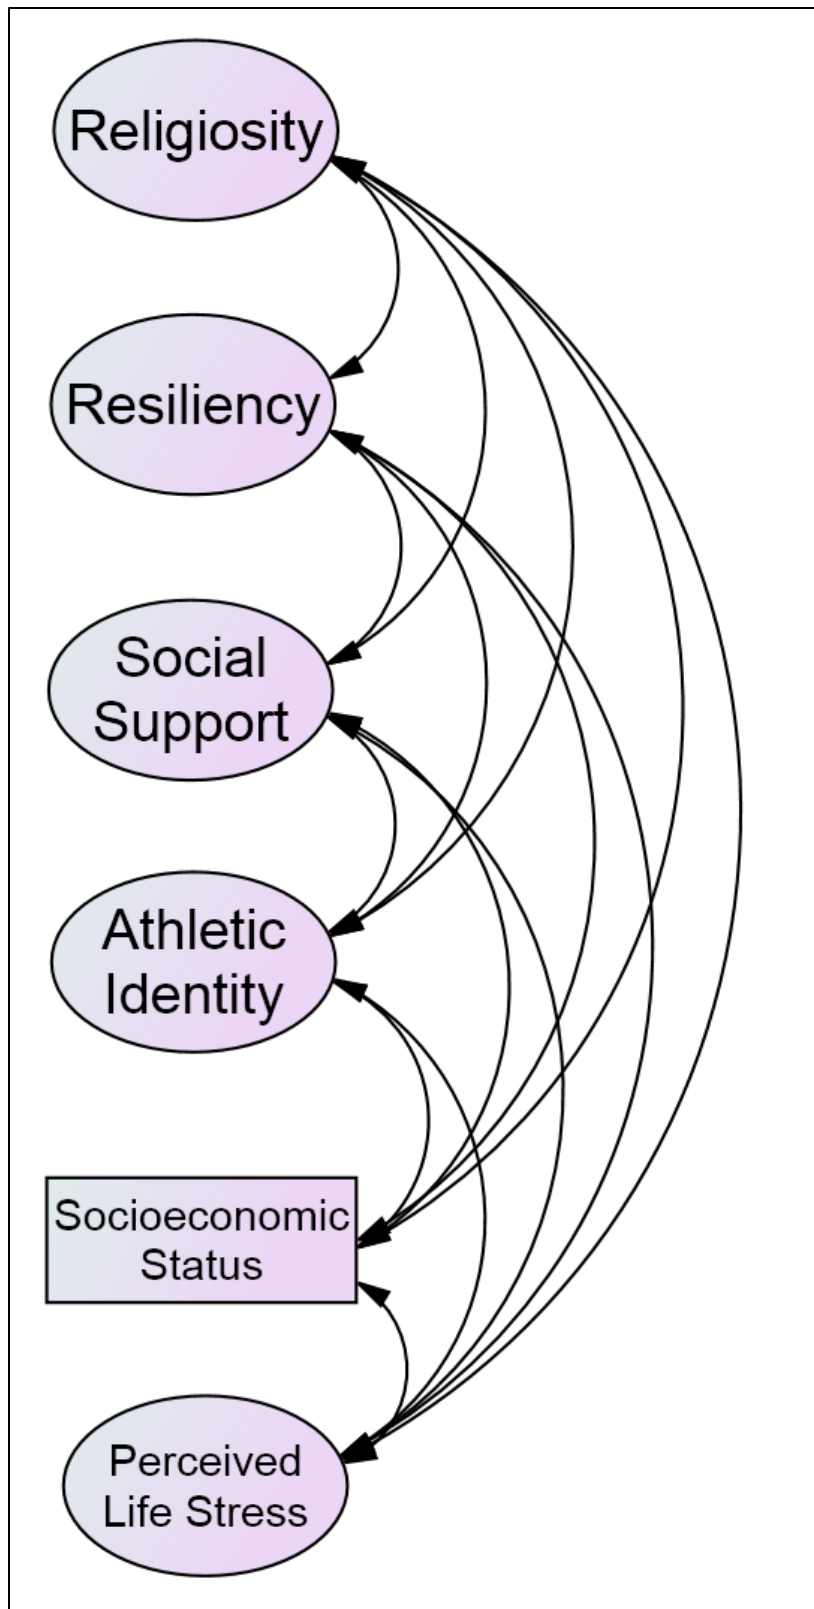 Religiosity
Resiliency
Social
Support
Athletic
Identity
Socioeconomic
Status
Perceived
Life Stress